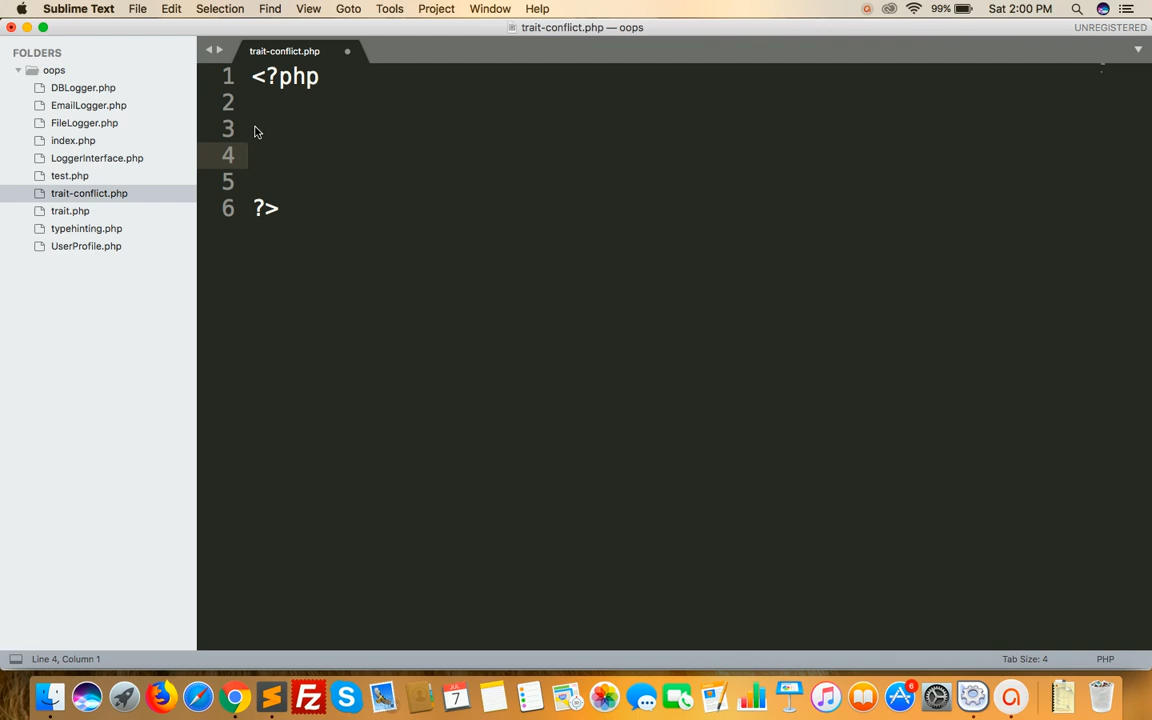 Sublime Text File Edit Selection Find View Goto Tools Project Window Help 99% Sat 2:00 PM
trait-conflict.php — oops UNREGISTERED
FOLDERS
oops
DBLogger.php
EmailLogger.php
FileLogger.php
index.php
LoggerInterface.php
test.php
trait-conflict.php
trait.php
typehinting.php
UserProfile.php
trait-conflict.php
1 <?php
2
3
4
5
6 ?>
Line 4, Column 1 Tab Size: 4 PHP
JUL
7
6